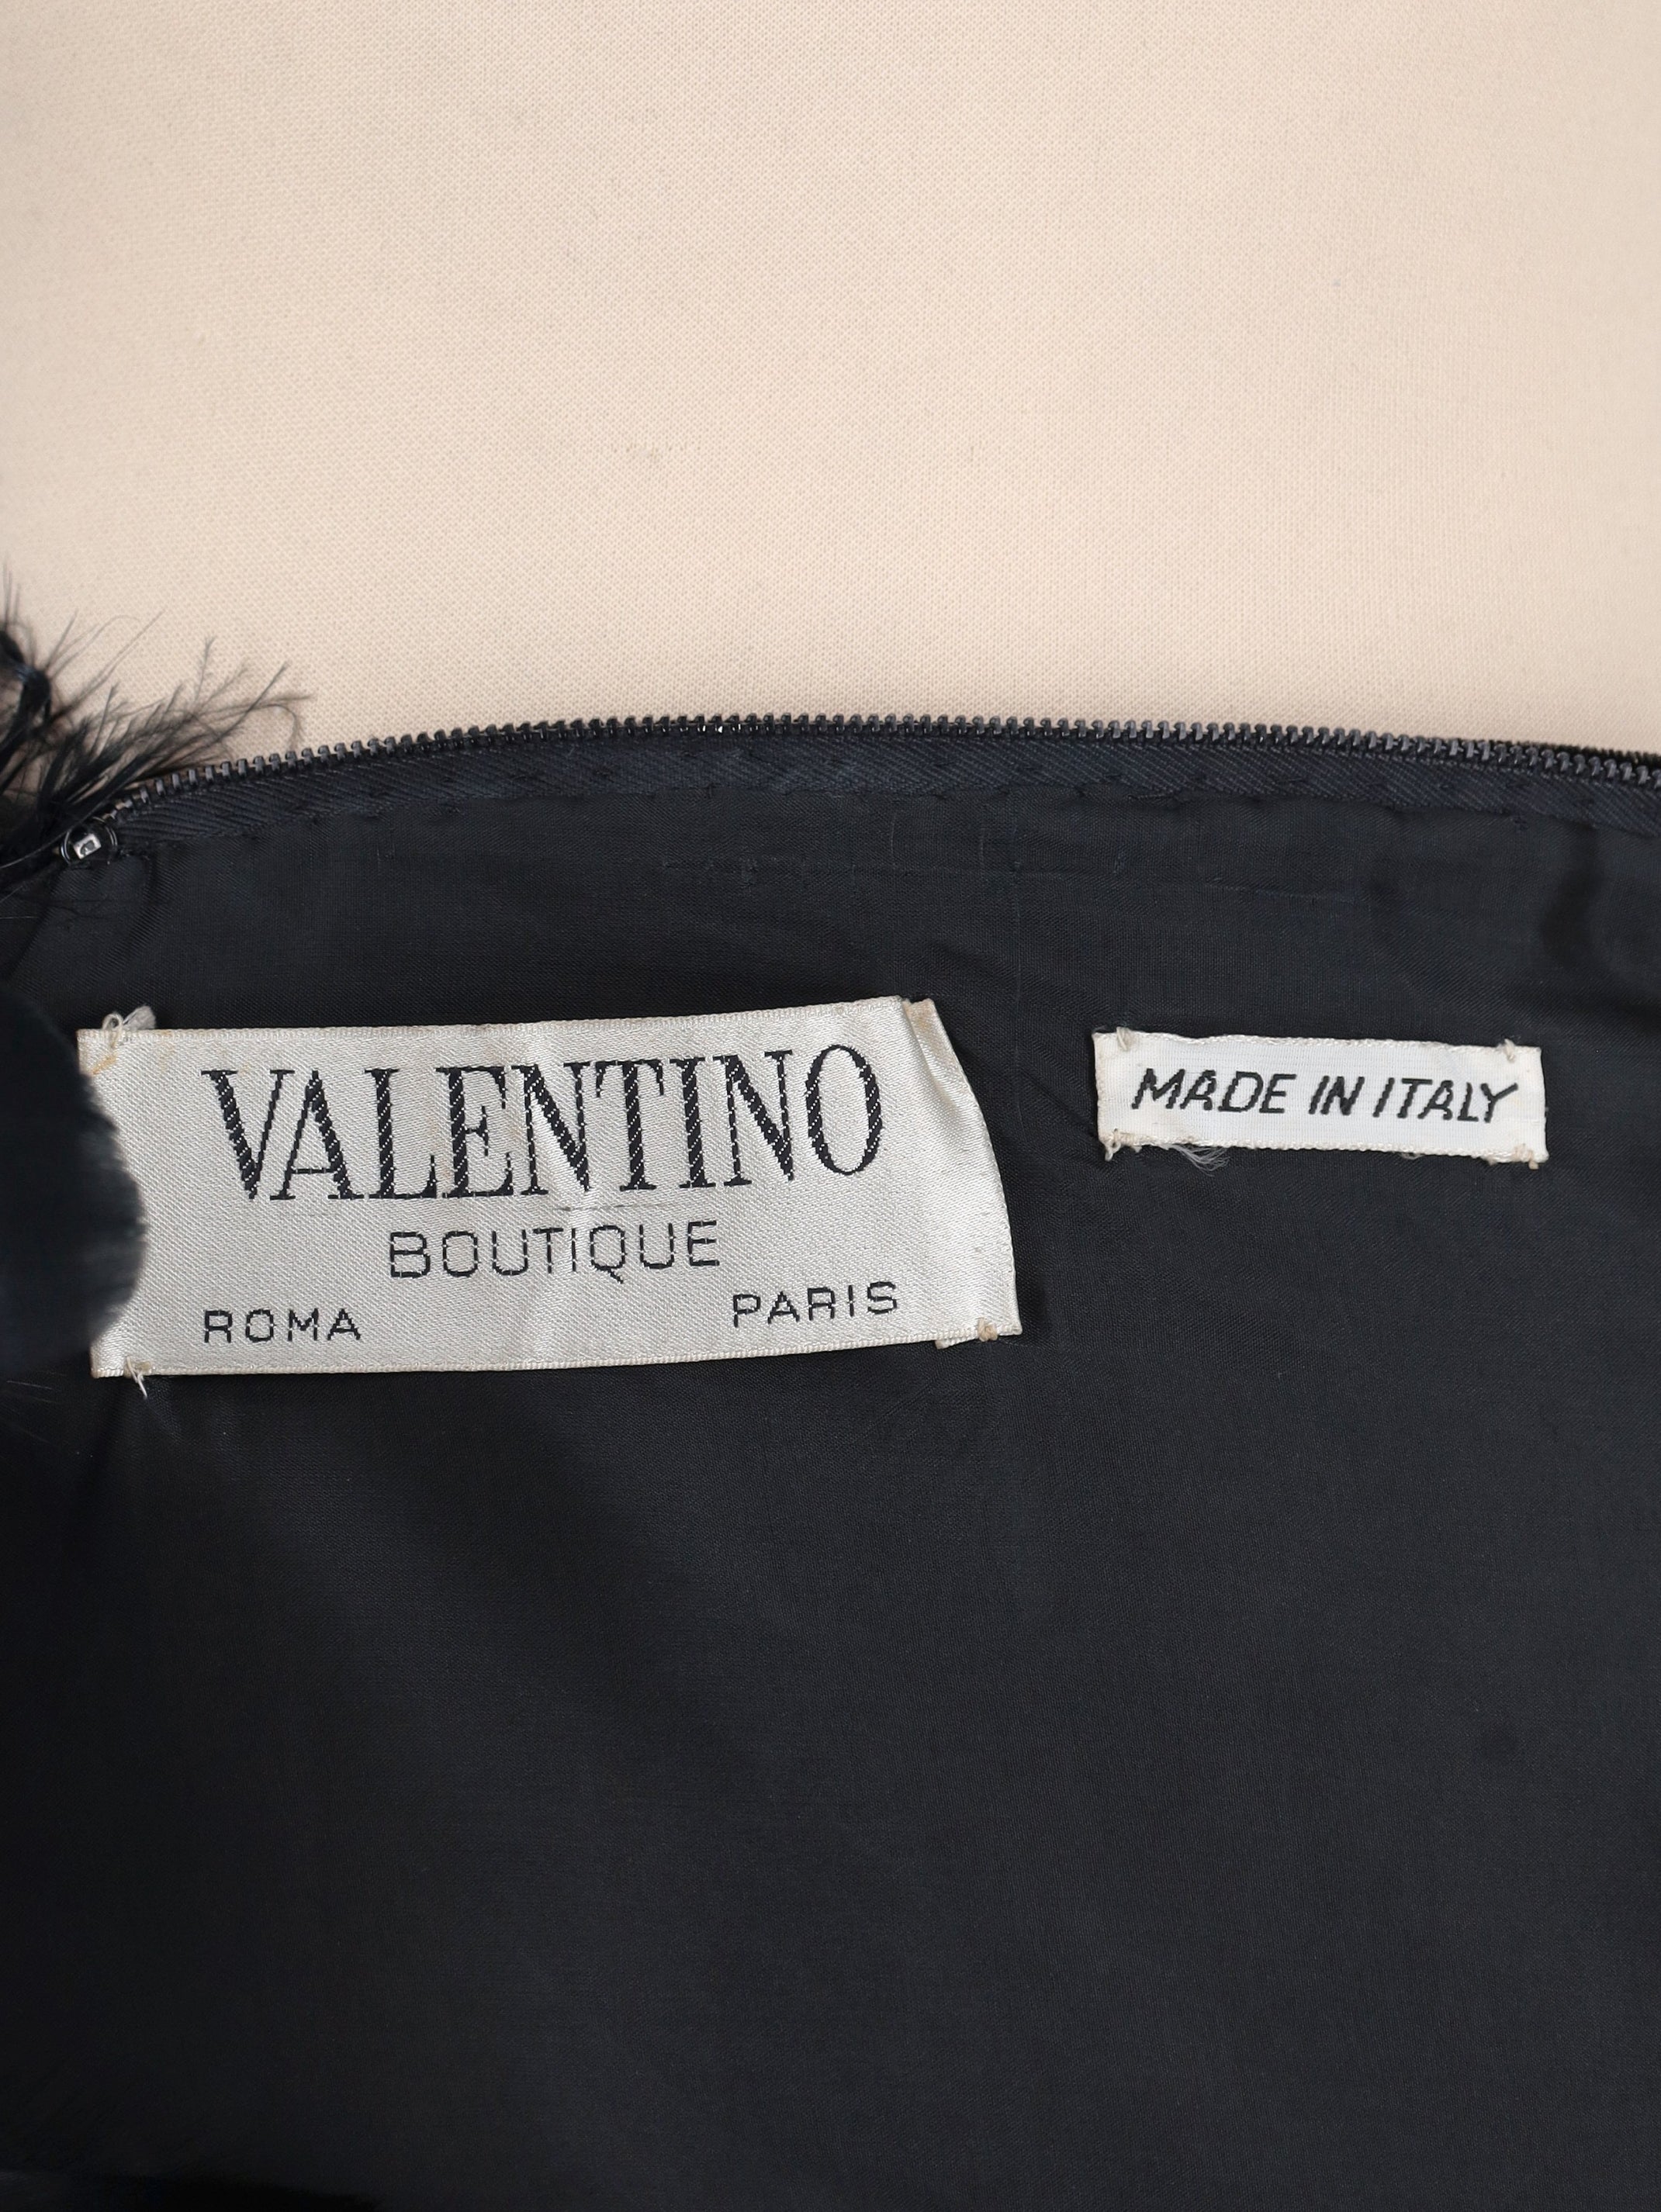 VALENTINO
BOUTIQUE
ROMA PARIS
MADE IN ITALY